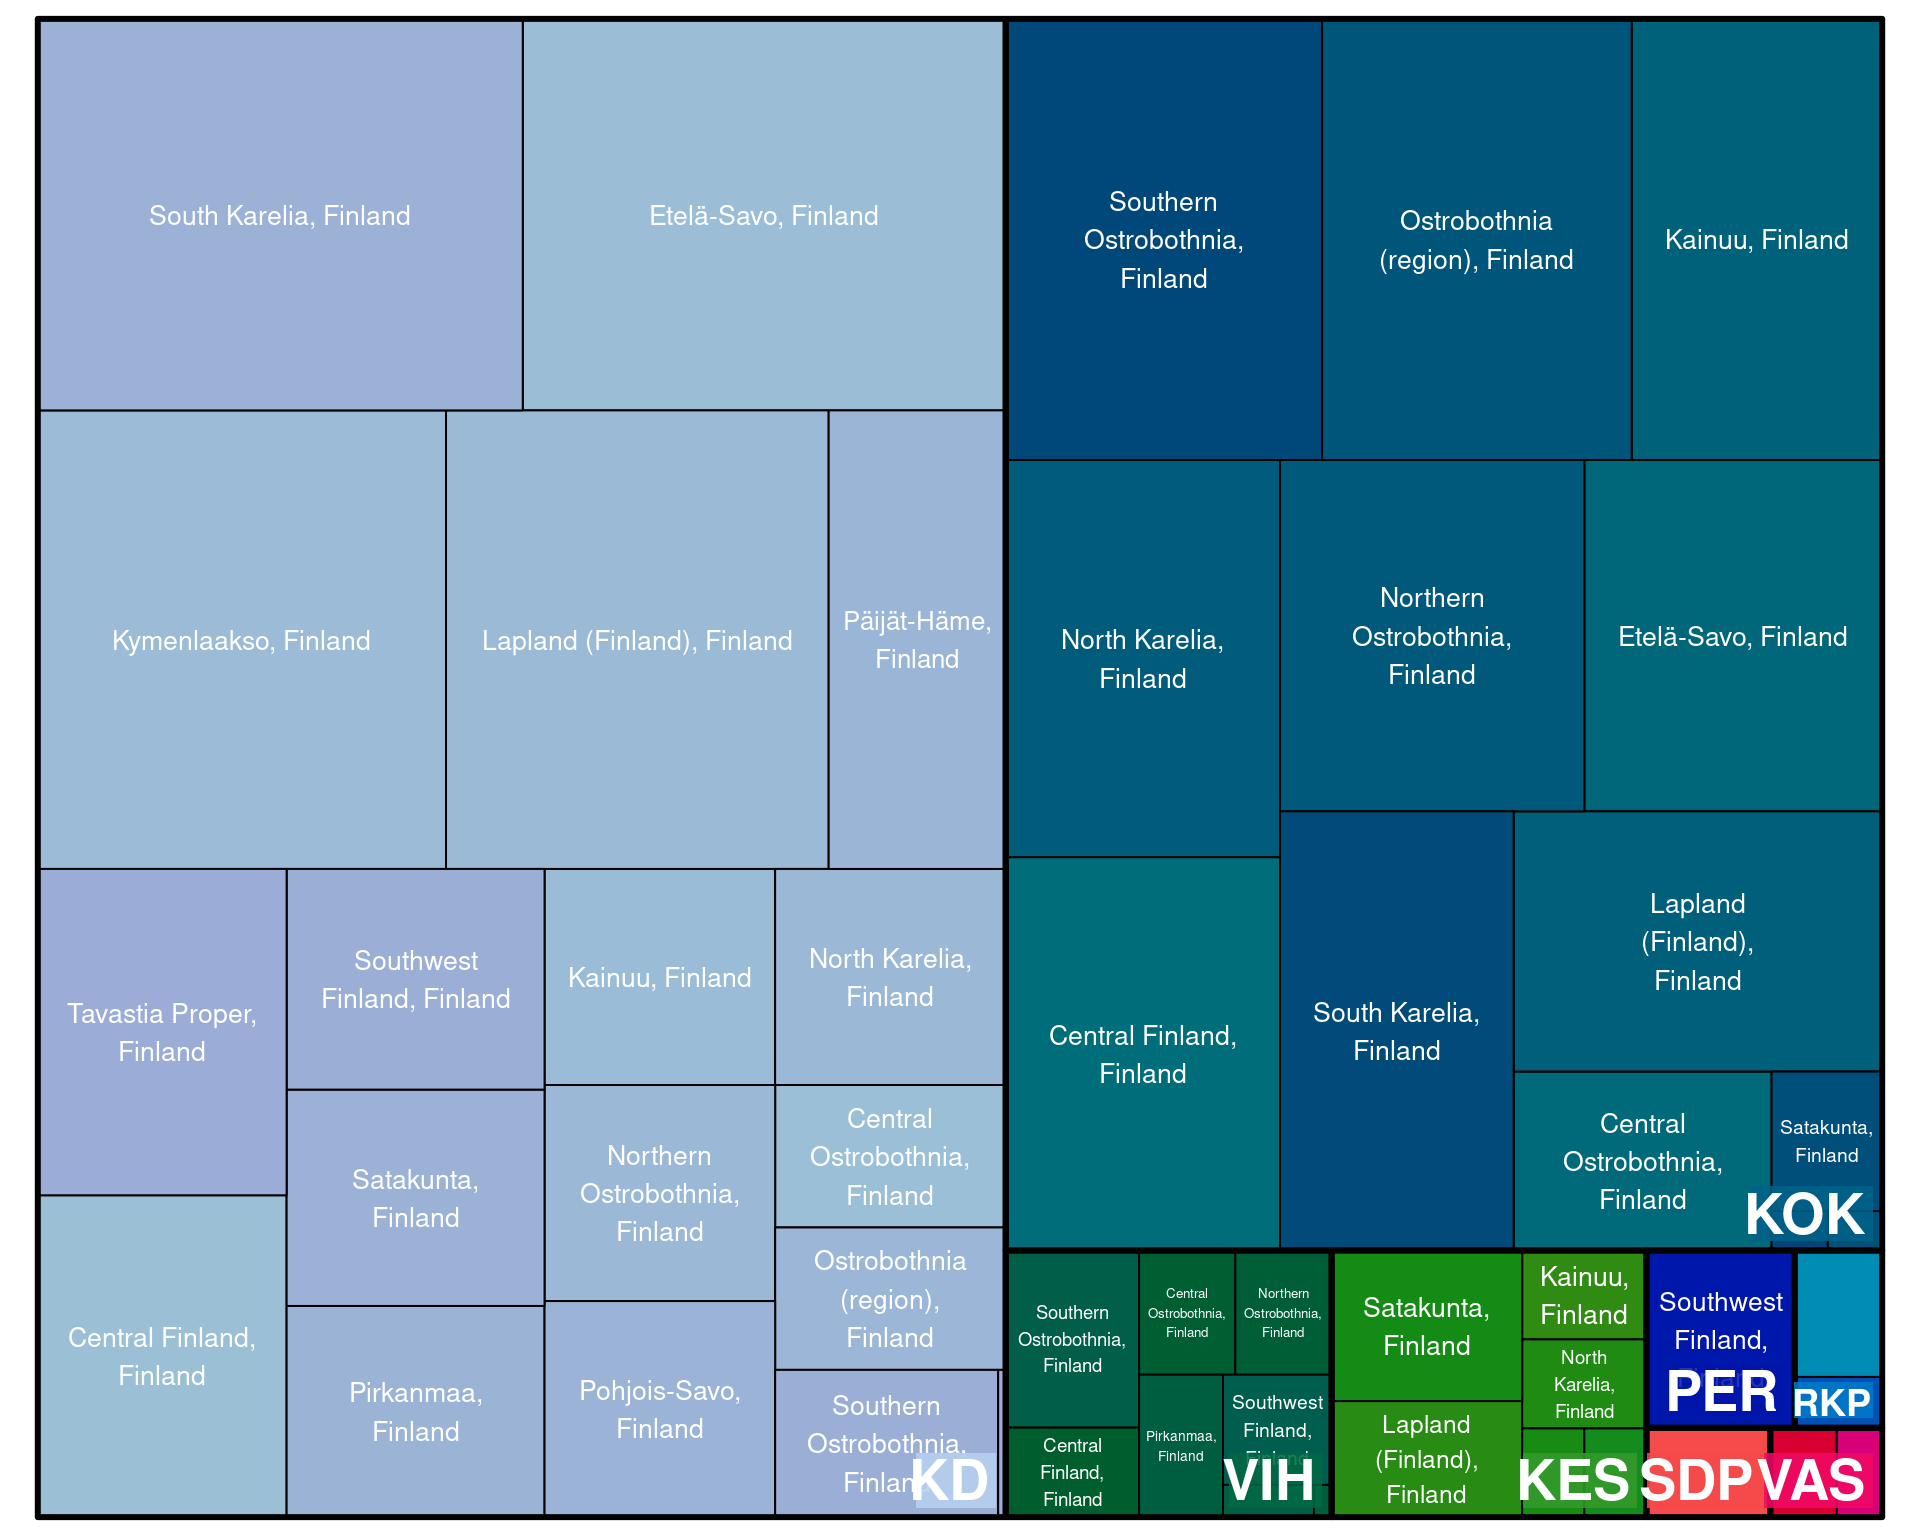 South Karelia, Finland
Etelä-Savo, Finland
Kymenlaakso, Finland
Lapland (Finland), Finland
Päijät-Häme,
Finland
Tavastia Proper,
Finland
Southwest
Finland, Finland
Kainuu, Finland
North Karelia,
Finland
Central Finland,
Finland
Satakunta,
Finland
Northern
Ostrobothnia,
Finland
Central
Ostrobothnia,
Finland
Ostrobothnia
(region),
Finland
Pirkanmaa,
Finland
Pohjois-Savo,
Finland
Southern
Ostrobothnia,
Finland
KD
Southern
Ostrobothnia,
Finland
Ostrobothnia
(region), Finland
Kainuu, Finland
North Karelia,
Finland
Northern
Ostrobothnia,
Finland
Etelä-Savo, Finland
Central Finland,
Finland
South Karelia,
Finland
Lapland
(Finland),
Finland
Central
Ostrobothnia,
Finland
Satakunta,
Finland
KOK
Southern
Ostrobothnia,
Finland
Central
Ostrobothnia,
Finland
Northern
Ostrobothnia,
Finland
Central
Finland,
Finland
Pirkanmaa,
Finland
Southwest
Finland,
Finland
VIH
Satakunta,
Finland
Lapland
(Finland),
Finland
Kainuu,
Finland
North
Karelia,
Finland
KES
Southwest
Finland,
Finland
PER
RKP
SDP
VAS